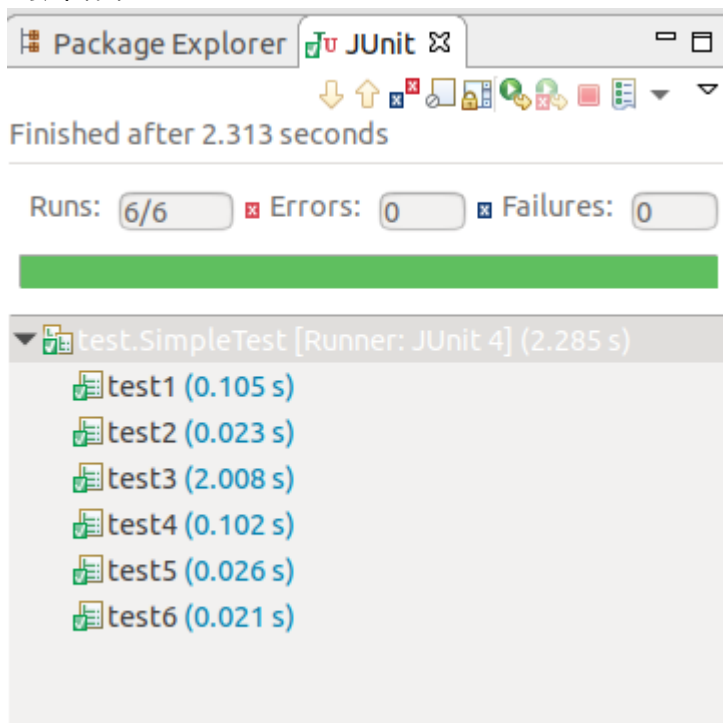 Package Explorer JUnit
Finished after 2.313 seconds
Runs: 6/6 Errors: 0 Failures: 0
test.SimpleTest [Runner: JUnit 4] (2.285 s)
test1 (0.105 s)
test2 (0.023 s)
test3 (2.008 s)
test4 (0.102 s)
test5 (0.026 s)
test6 (0.021 s)